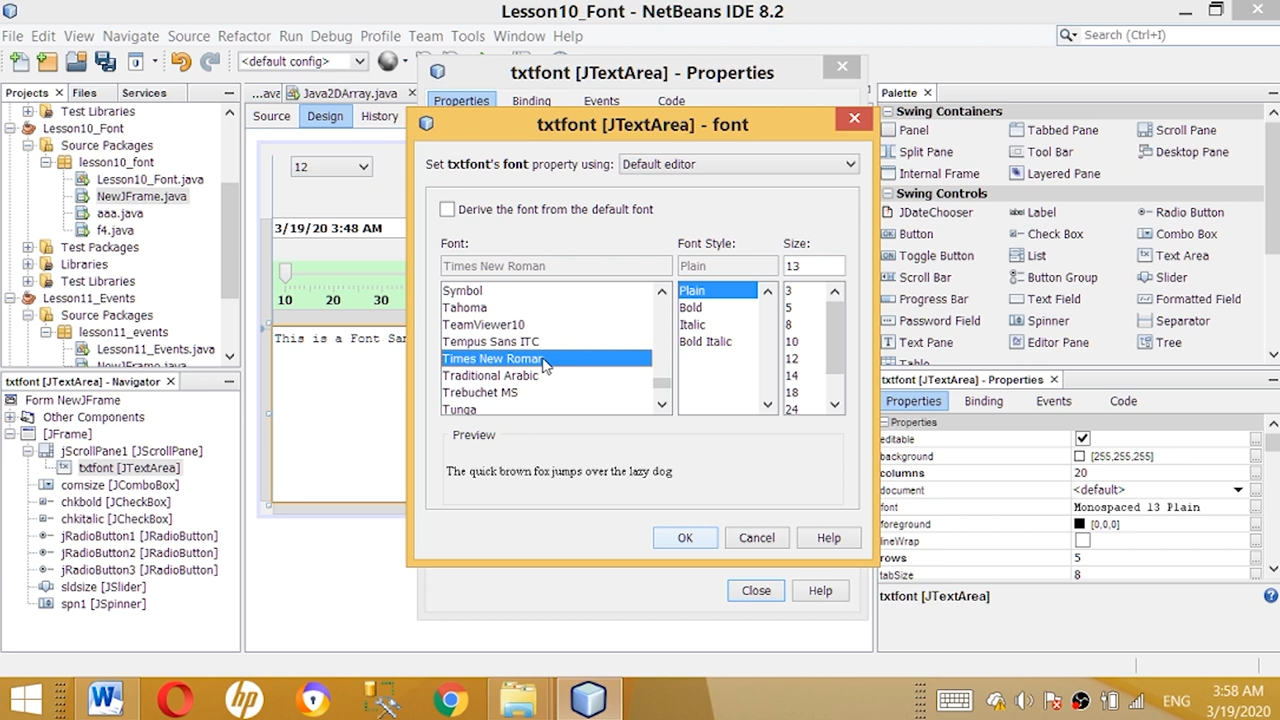 Lesson10_Font - NetBeans IDE 8.2
File Edit View Navigate Source Refactor Run Debug Profile Team Tools Window Help
Search (Ctrl+I)
<default config>
Projects Files Services
Test Libraries
Lesson10_Font
Source Packages
lesson10_font
Lesson10_Font.java
NewJFrame.java
aaa.java
f4.java
Test Packages
Libraries
Test Libraries
Lesson11_Events
Source Packages
lesson11_events
Lesson11_Events.java
NewJFrame.java
txtfont [JTextArea] - Navigator
Form NewJFrame
Other Components
[JFrame]
jScrollPane1 [JScrollPane]
txtfont [JTextArea]
comsize [JComboBox]
chkbold [JCheckBox]
chkitalic [JCheckBox]
jRadioButton1 [JRadioButton]
jRadioButton2 [JRadioButton]
jRadioButton3 [JRadioButton]
sldsize [JSlider]
spn1 [JSpinner]
...ava Java2DArray.java
Source Design History
12
3/19/20 3:48 AM
10 20 30
This is a Font Sam
txtfont [JTextArea] - Properties
Properties Binding Events Code
txtfont [JTextArea] - font
Set txtfont's font property using: Default editor
Derive the font from the default font
Font: Font Style: Size:
Times New Roman Plain 13
Symbol Plain 3
Tahoma Bold 5
TeamViewer10 Italic 8
Tempus Sans ITC Bold Italic 10
Times New Roman 12
Traditional Arabic 14
Trebuchet MS 18
Tunga 24
Preview
The quick brown fox jumps over the lazy dog
OK Cancel Help
Close Help
Palette
Swing Containers
Panel Tabbed Pane Scroll Pane
Split Pane Tool Bar Desktop Pane
Internal Frame Layered Pane
Swing Controls
JDateChooser Label Radio Button
Button Check Box Combo Box
Toggle Button List Text Area
Scroll Bar Button Group Slider
Progress Bar Text Field Formatted Field
Password Field Spinner Separator
Text Pane Editor Pane Tree
Table
txtfont [JTextArea] - Properties
Properties Binding Events Code
Properties
editable
background [255,255,255]
columns 20
document <default>
font Monospaced 13 Plain
foreground [0,0,0]
lineWrap
rows 5
tabSize 8
txtfont [JTextArea]
ENG
3:58 AM
3/19/2020